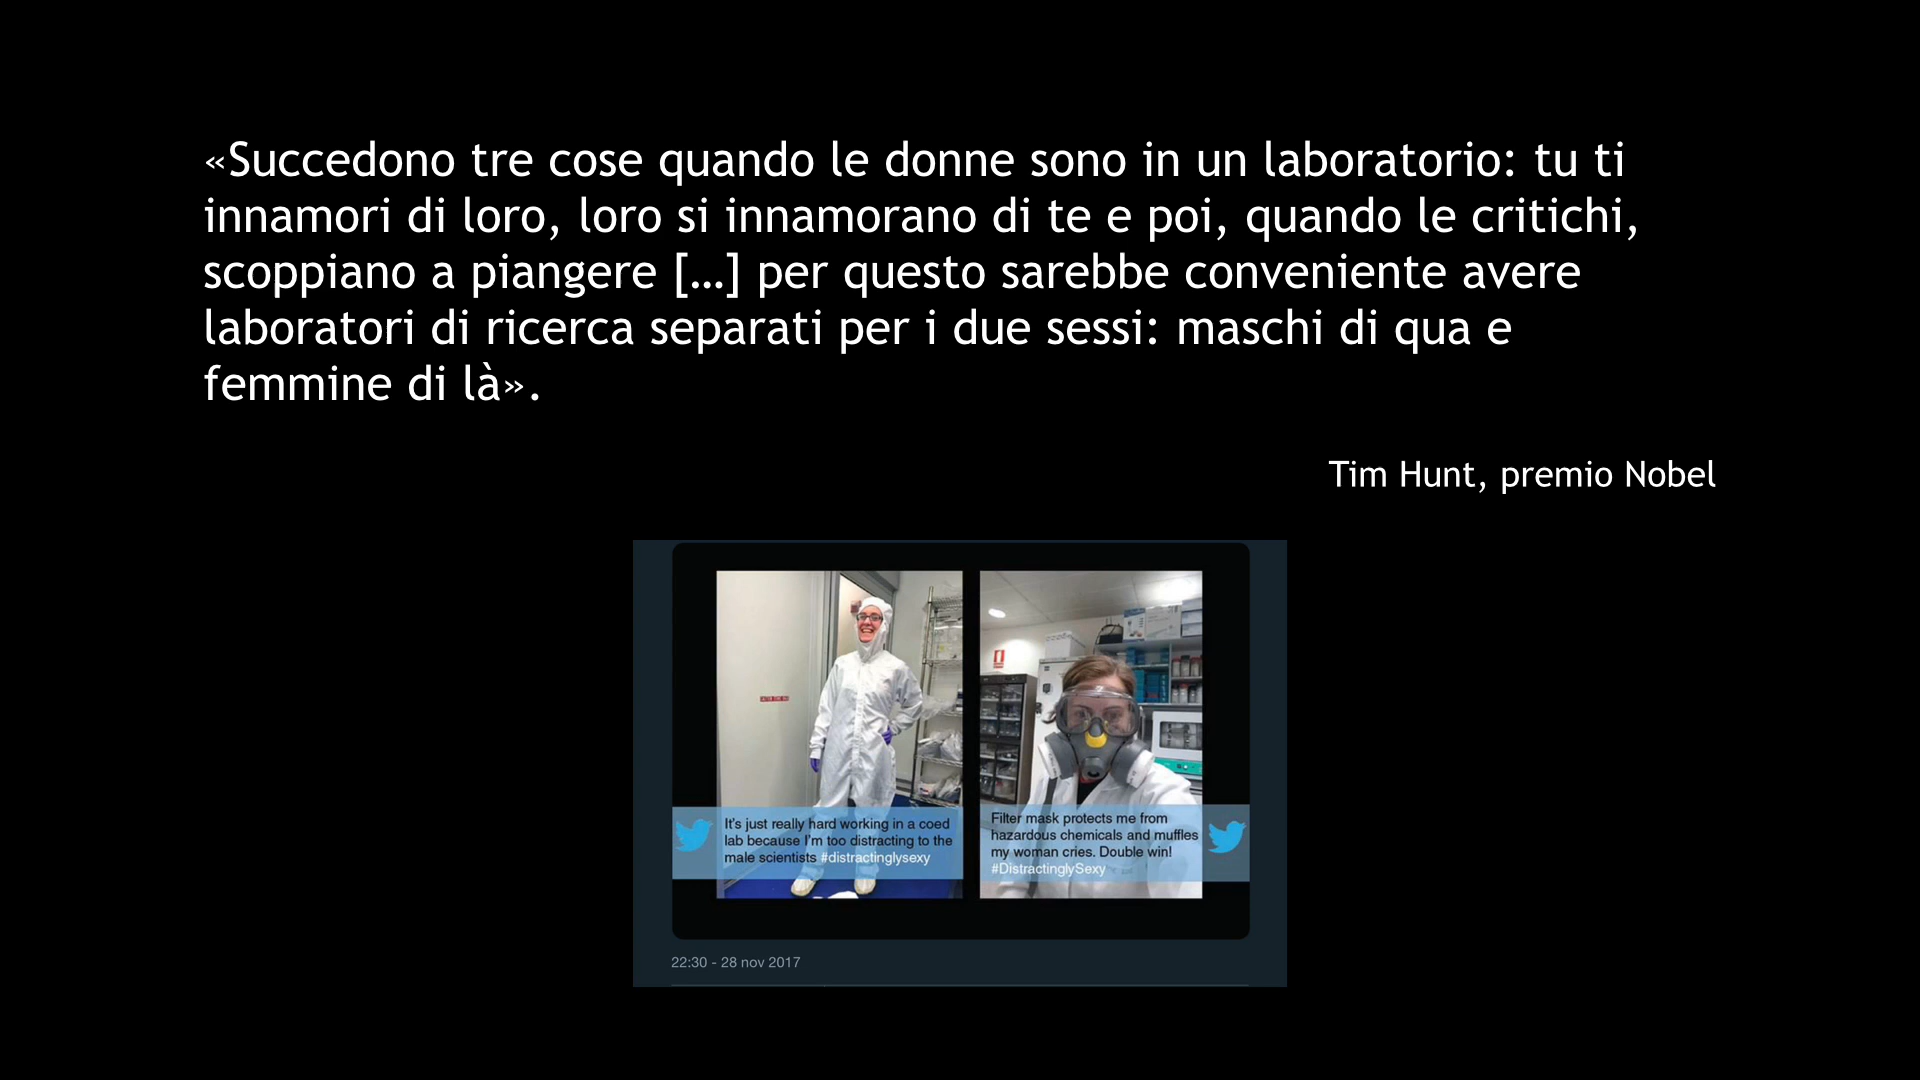 «Succedono tre cose quando le donne sono in un laboratorio: tu ti
innamori di loro, loro si innamorano di te e poi, quando le critichi,
scoppiano a piangere […] per questo sarebbe conveniente avere
laboratori di ricerca separati per i due sessi: maschi di qua e
femmine di là».
Tim Hunt, premio Nobel
It's just really hard working in a coed
lab because I'm too distracting to the
male scientists #distractinglysexy
Filter mask protects me from
hazardous chemicals and muffles
my woman cries. Double win!
#DistractinglySexy
22:30 - 28 nov 2017